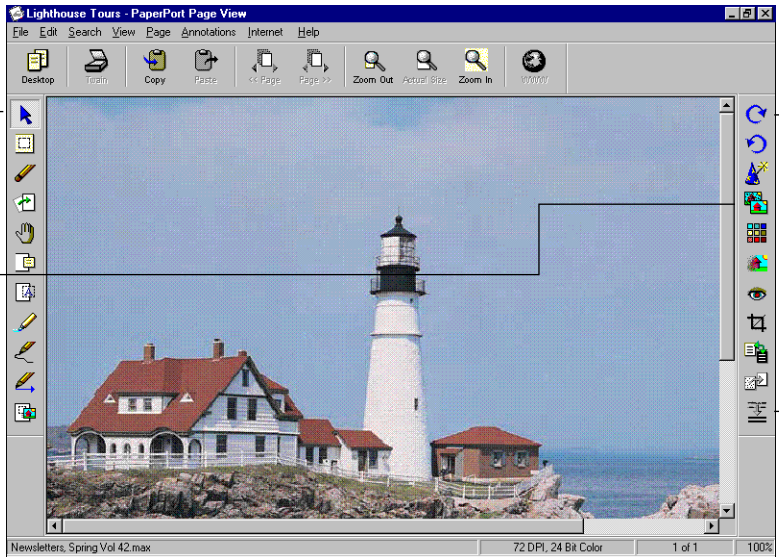 Lighthouse Tours - PaperPort Page View
File Edit Search View Page Annotations Internet Help
Desktop Train Copy Paste << Page Page >> Zoom Out Actual Size Zoom In WWW
Newsletters, Spring Vol 42.max 72 DPI, 24 Bit Color 1 of 1 100%